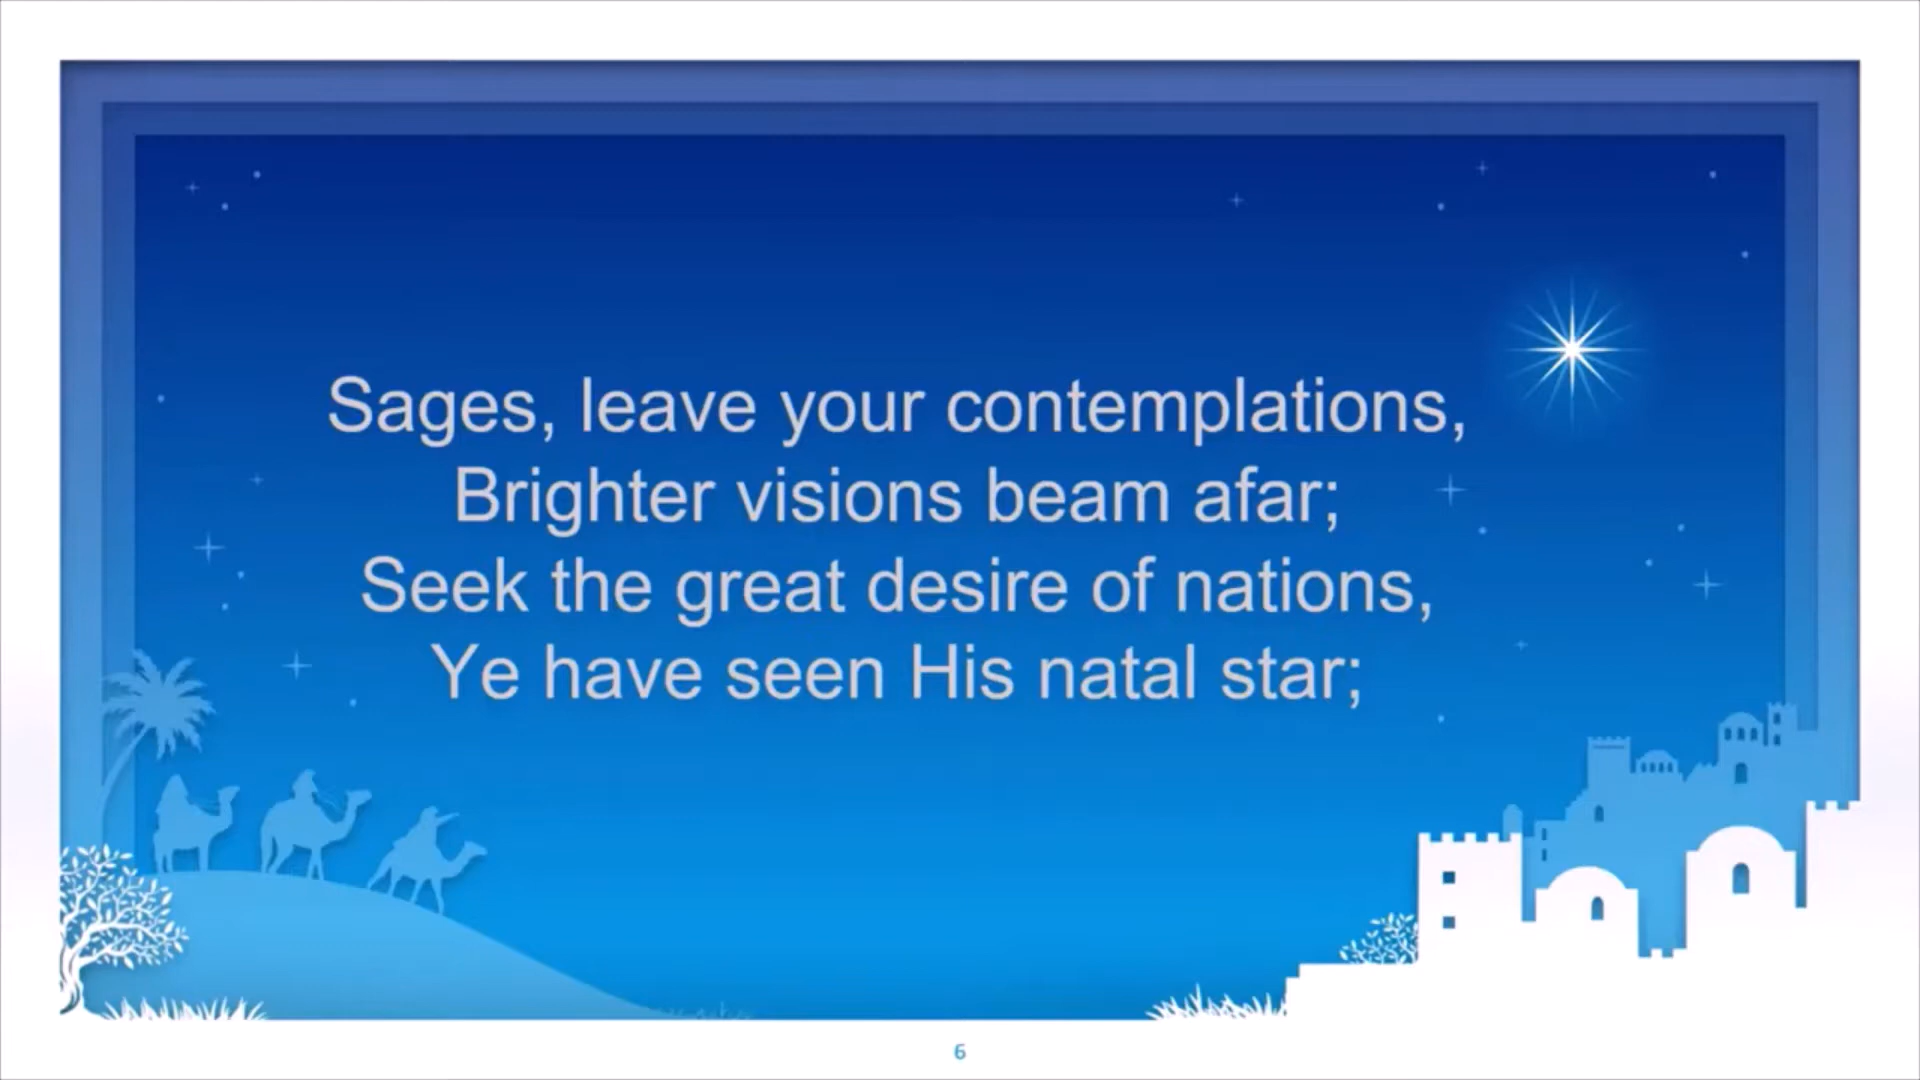 Sages, leave your contemplations,
Brighter visions beam afar;
Seek the great desire of nations,
Ye have seen His natal star;
6